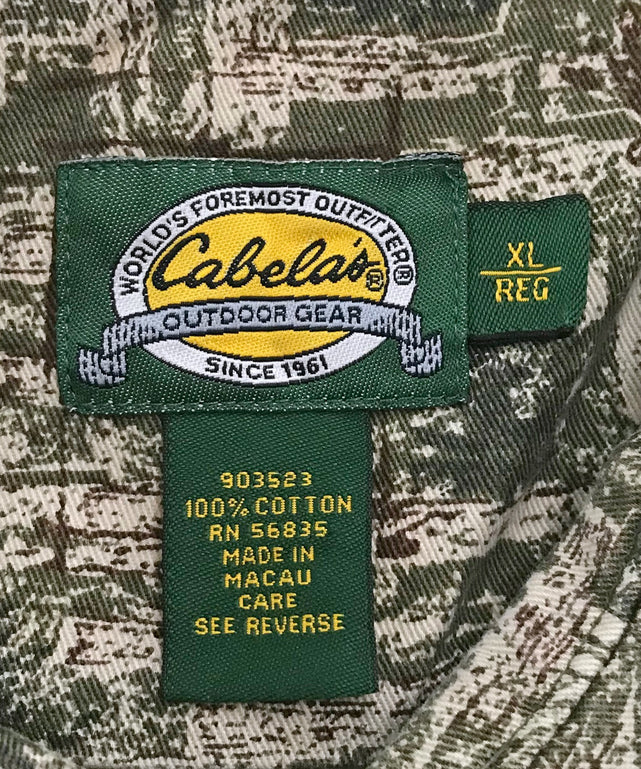 WORLD'S FOREMOST OUTFITTER®
Cabela's®
OUTDOOR GEAR
SINCE 1961
XL
REG
903523
100% COTTON
RN 56835
MADE IN
MACAU
CARE
SEE REVERSE